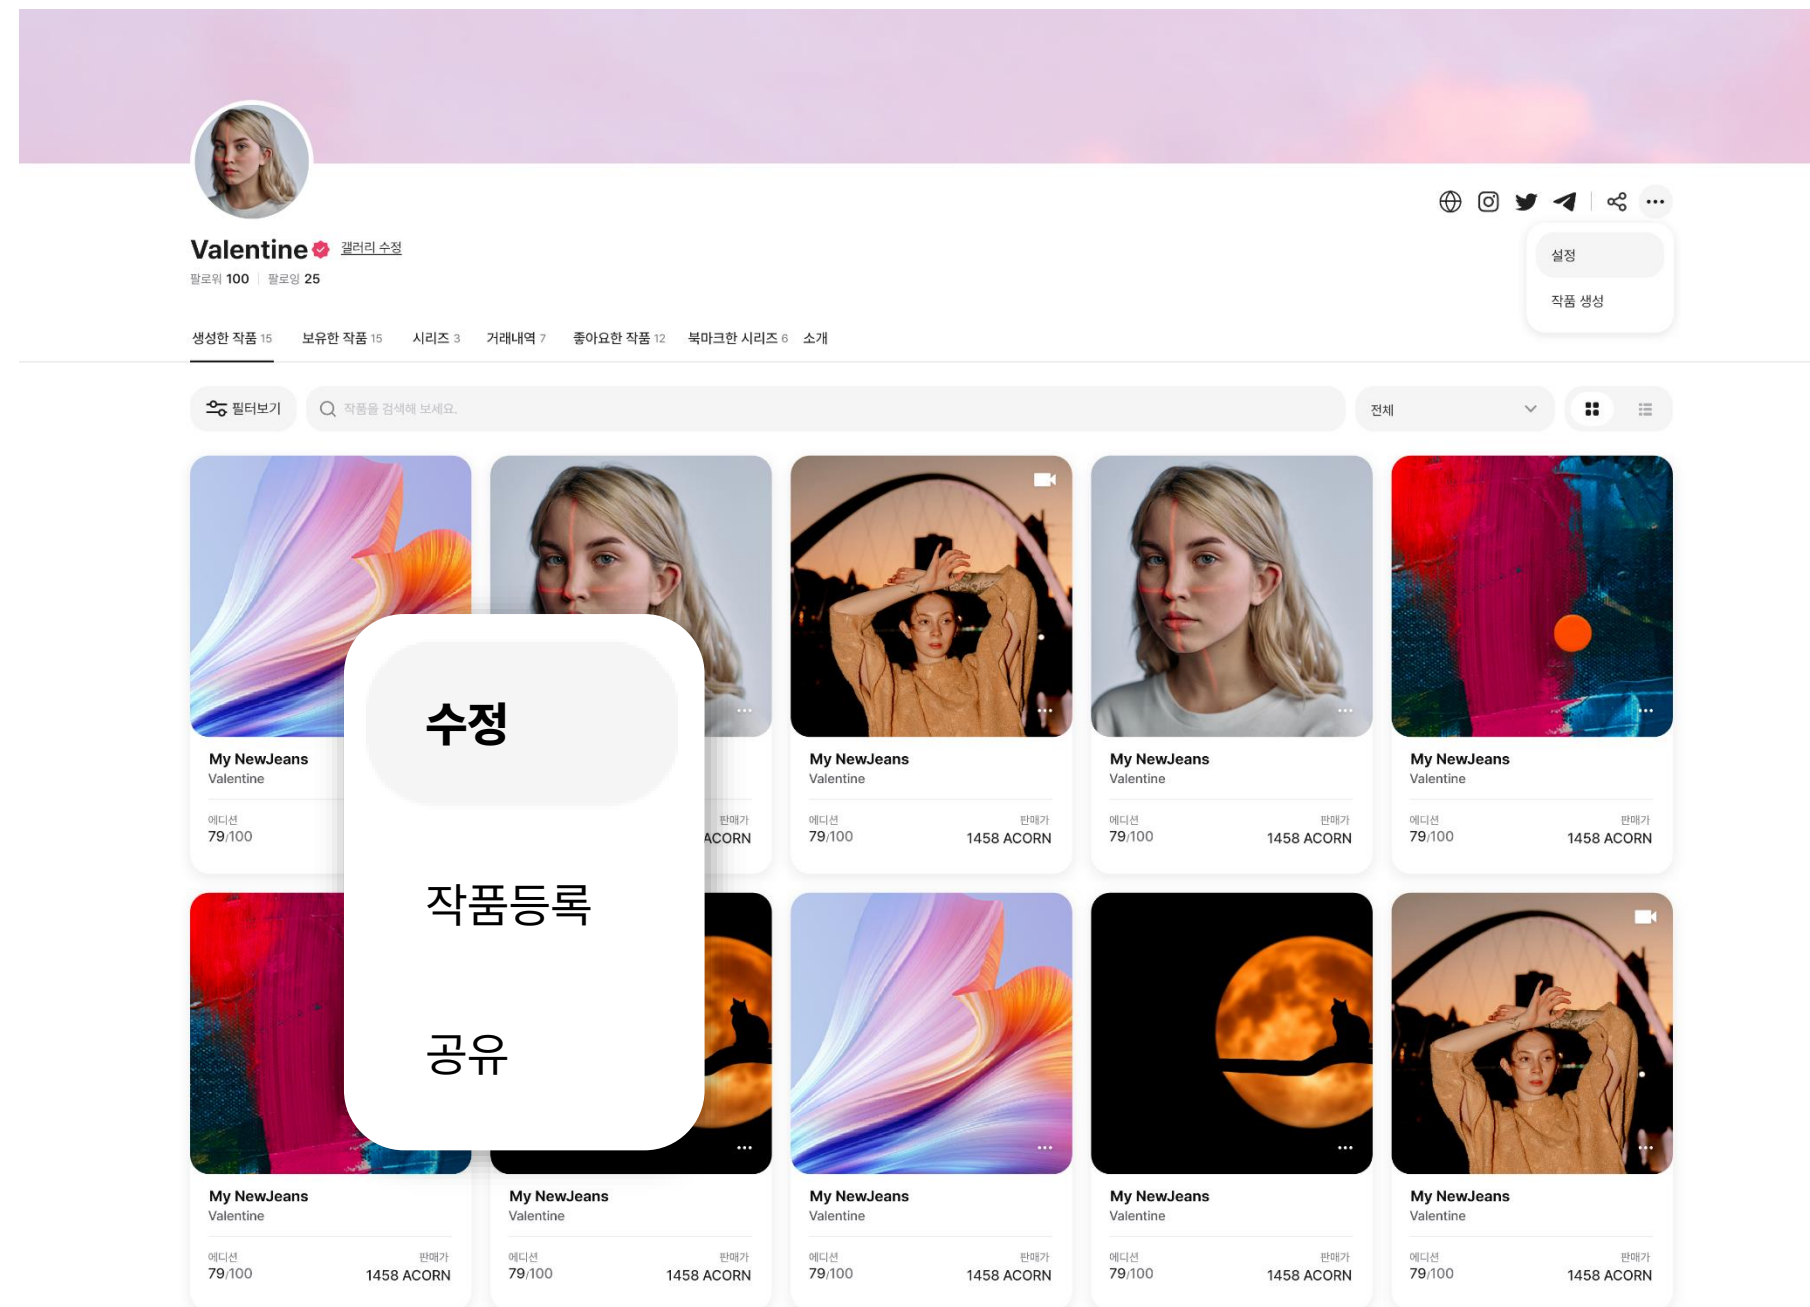 Valentine 갤러리 수정
팔로워 100 팔로잉 25
설정
작품 생성
생성한 작품 15 보유한 작품 15 시리즈 3 거래내역 7 좋아요한 작품 12 북마크한 시리즈 6 소개
필터보기 작품을 검색해 보세요. 전체
My NewJeans
Valentine
에디션
79/100
판매가
ACORN
My NewJeans
Valentine
에디션 판매가
79/100 1458 ACORN
My NewJeans
Valentine
에디션 판매가
79/100 1458 ACORN
My NewJeans
Valentine
에디션 판매가
79/100 1458 ACORN
수정
작품등록
공유
My NewJeans
Valentine
에디션 판매가
79/100 1458 ACORN
My NewJeans
Valentine
에디션 판매가
79/100 1458 ACORN
My NewJeans
Valentine
에디션 판매가
79/100 1458 ACORN
My NewJeans
Valentine
에디션 판매가
79/100 1458 ACORN
My NewJeans
Valentine
에디션 판매가
79/100 1458 ACORN